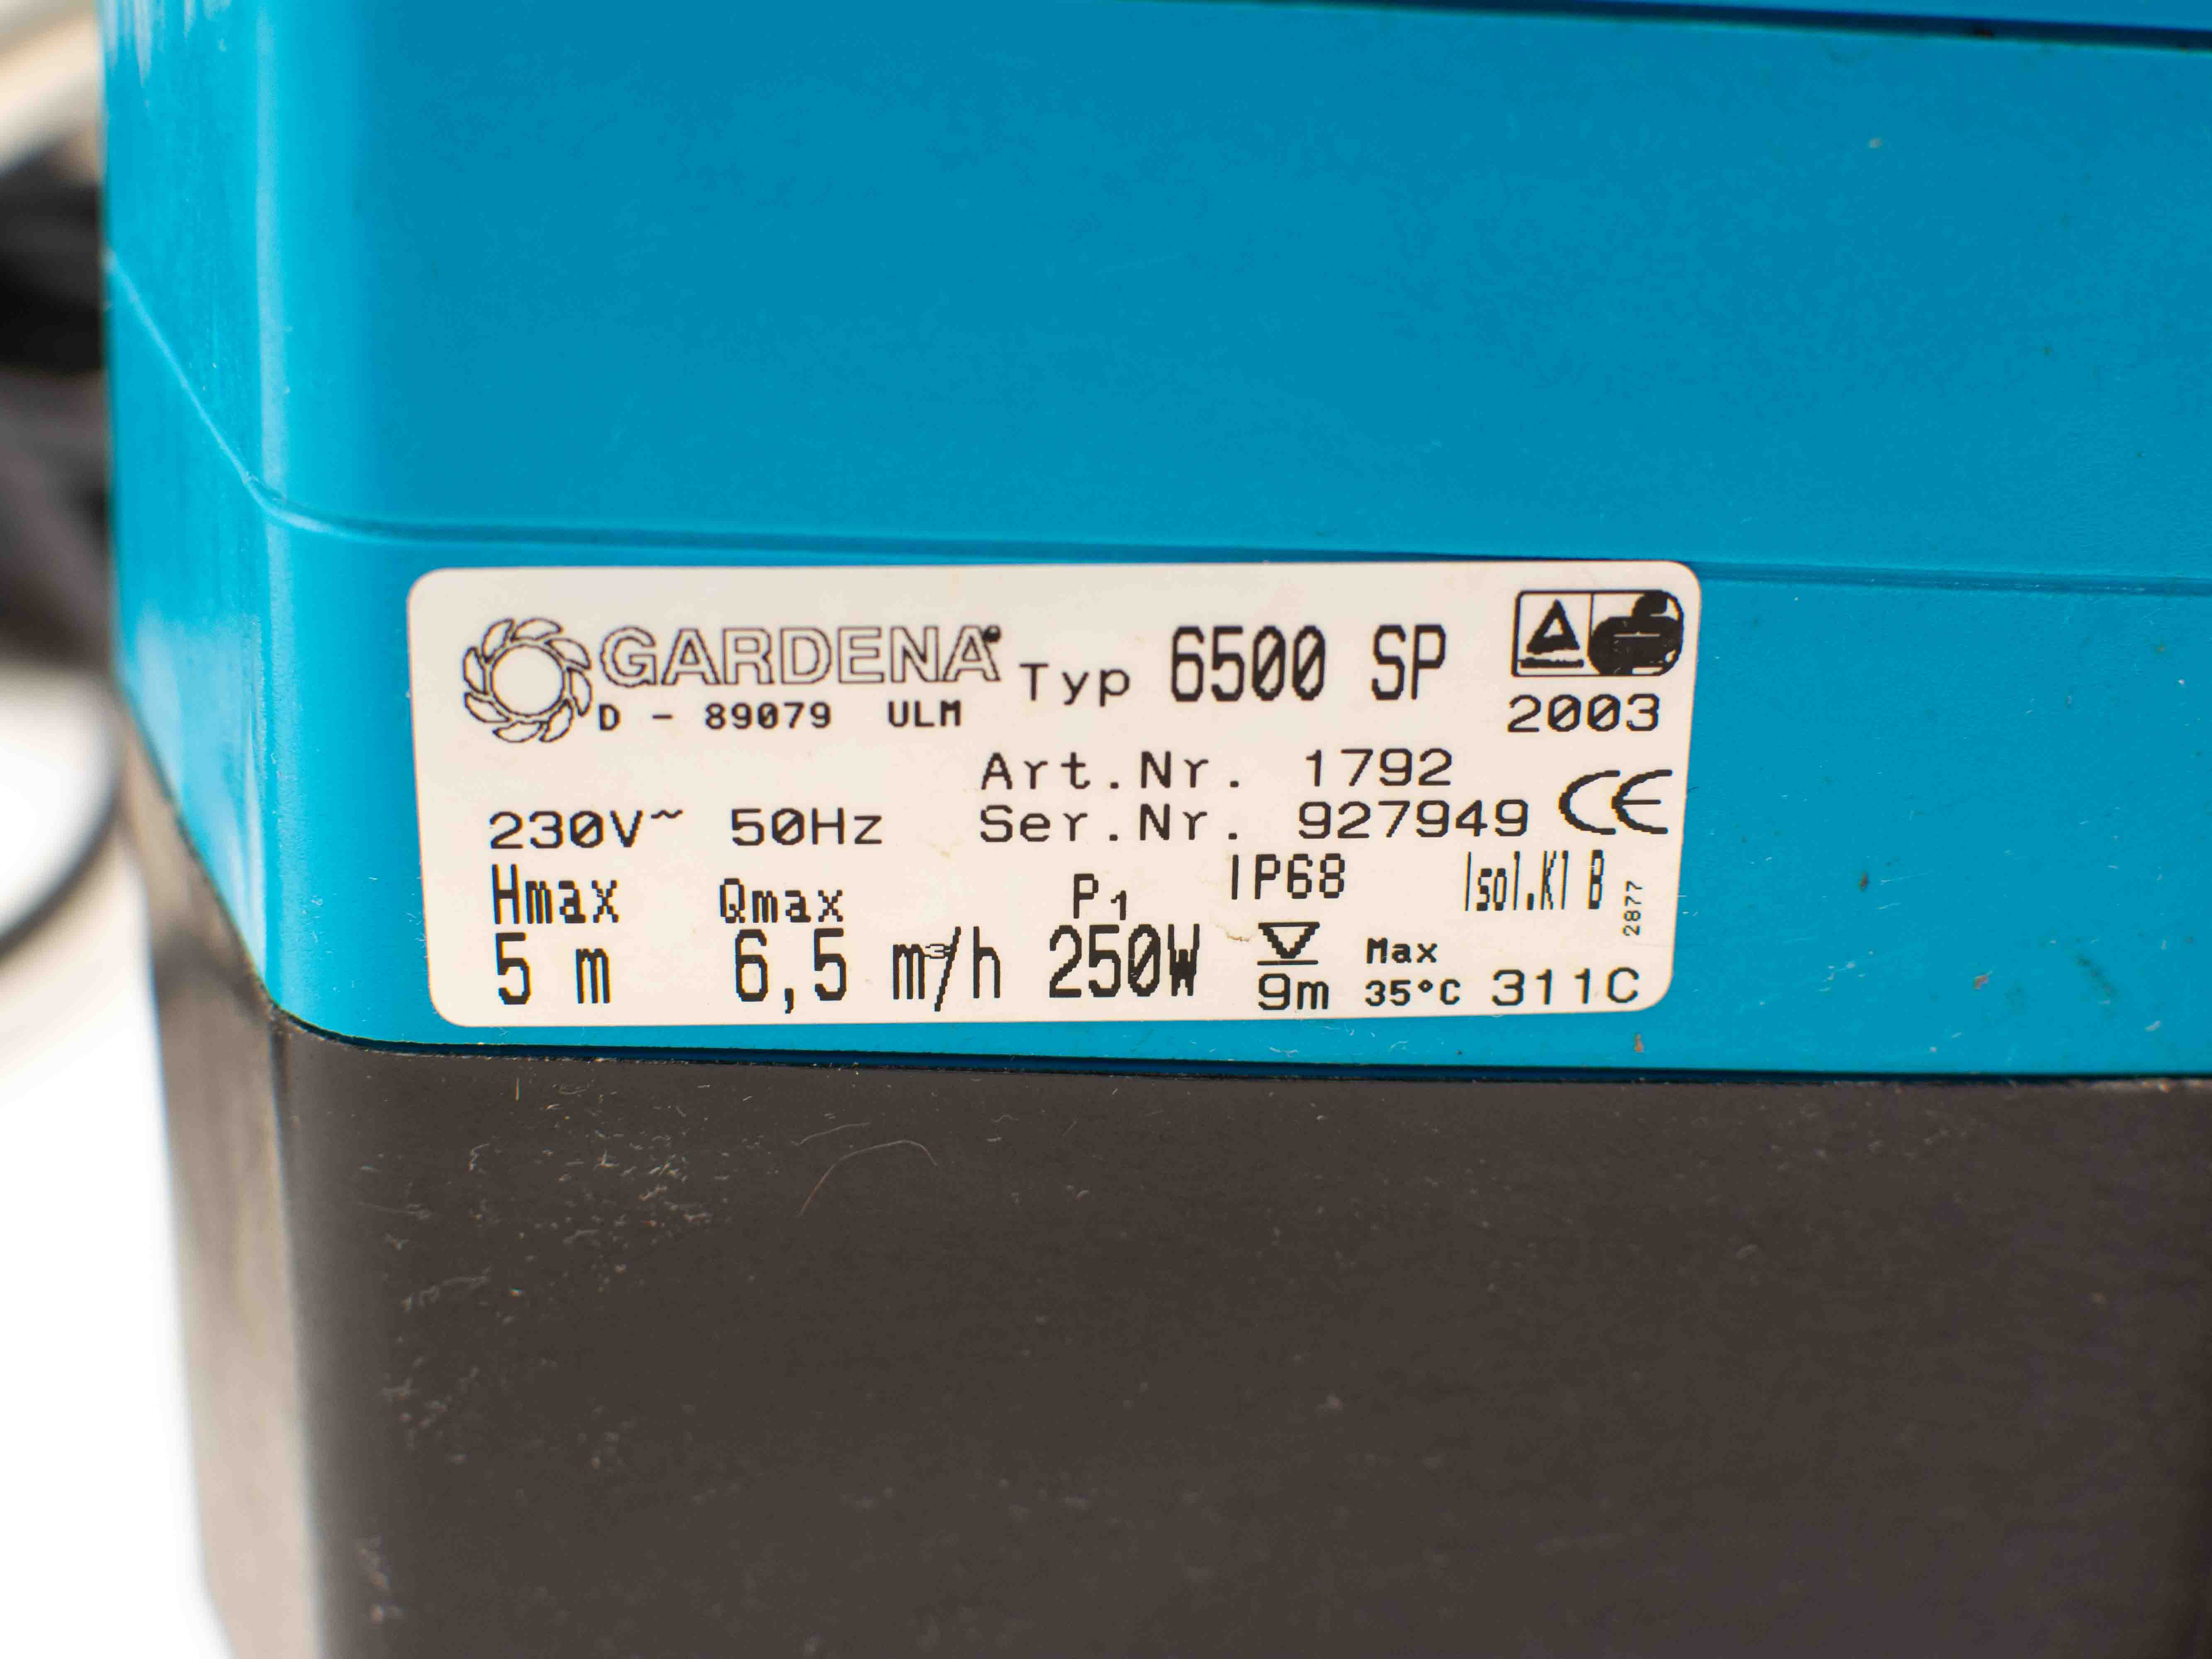 GARDENA Typ 6500 SP
D - 89079 ULM
2003
Art.Nr. 1792
230V~ 50Hz Ser.Nr. 927949 CE
Hmax Qmax P1 IP68 Isol.Kl B
2877
5 m 6,5 m³/h 250W 9m Max 35°C 311C